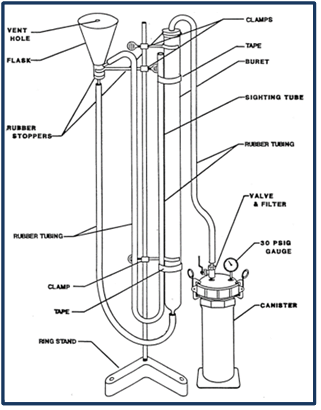 VENT
HOLE
FLASK
RUBBER
STOPPERS
RUBBER TUBING
CLAMP
TAPE
RING STAND
CLAMPS
TAPE
BURET
SIGHTING TUBE
RUBBER TUBING
VALVE
& FILTER
30 PSIG
GAUGE
CANISTER